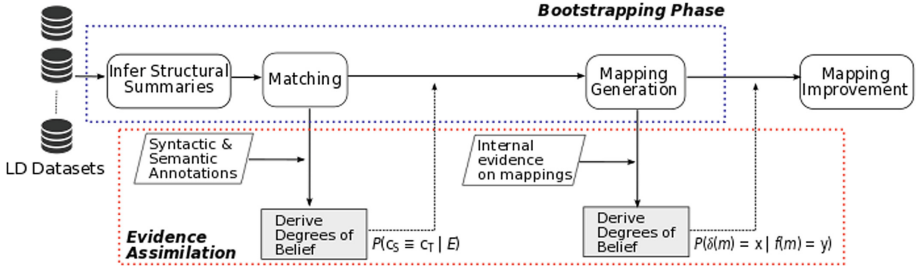 Bootstrapping Phase
LD Datasets
Infer Structural
Summaries
Matching
Mapping
Generation
Mapping
Improvement
Syntactic &
Semantic
Annotations
Internal
evidence
on mappings
Evidence
Assimilation
Derive
Degrees of
Belief
P(cS ≡ cT | E)
Derive
Degrees of
Belief
P(δ(m) = x | f(m) = y)